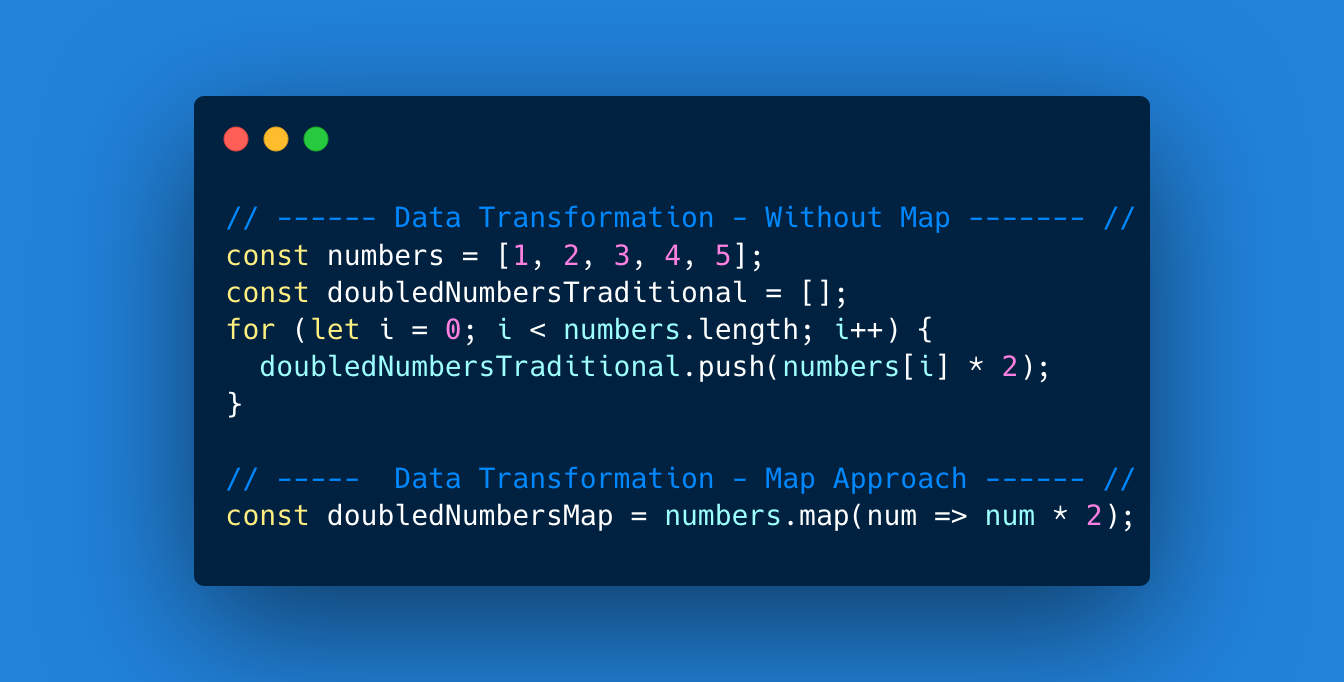 // ------ Data Transformation - Without Map ------- //
const numbers = [1, 2, 3, 4, 5];
const doubledNumbersTraditional = [];
for (let i = 0; i < numbers.length; i++) {
  doubledNumbersTraditional.push(numbers[i] * 2);
}

// -----  Data Transformation - Map Approach ------ //
const doubledNumbersMap = numbers.map(num => num * 2);